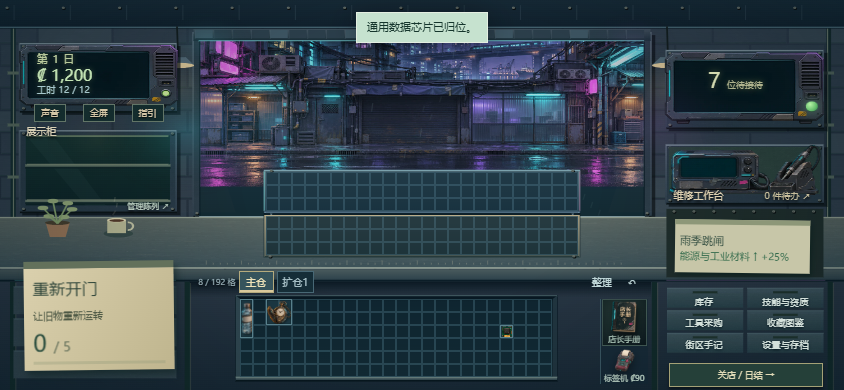 通用数据芯片已归位。
第 1 日
₡ 1,200
工时 12 / 12
声音
全屏
指引
7 位待接待
展示柜
管理陈列 ↗
维修工作台
0 件待办 ↗
雨季跳闸
能源与工业材料 ↑ +25%
重新开门
让旧物重新运转
0 / 5
8 / 192 格
主仓
扩仓1
整理
↶
店长手册
标签机 ₡90
库存
技能与资质
工具采购
收藏图鉴
街区手记
设置与存档
关店 / 日结 →